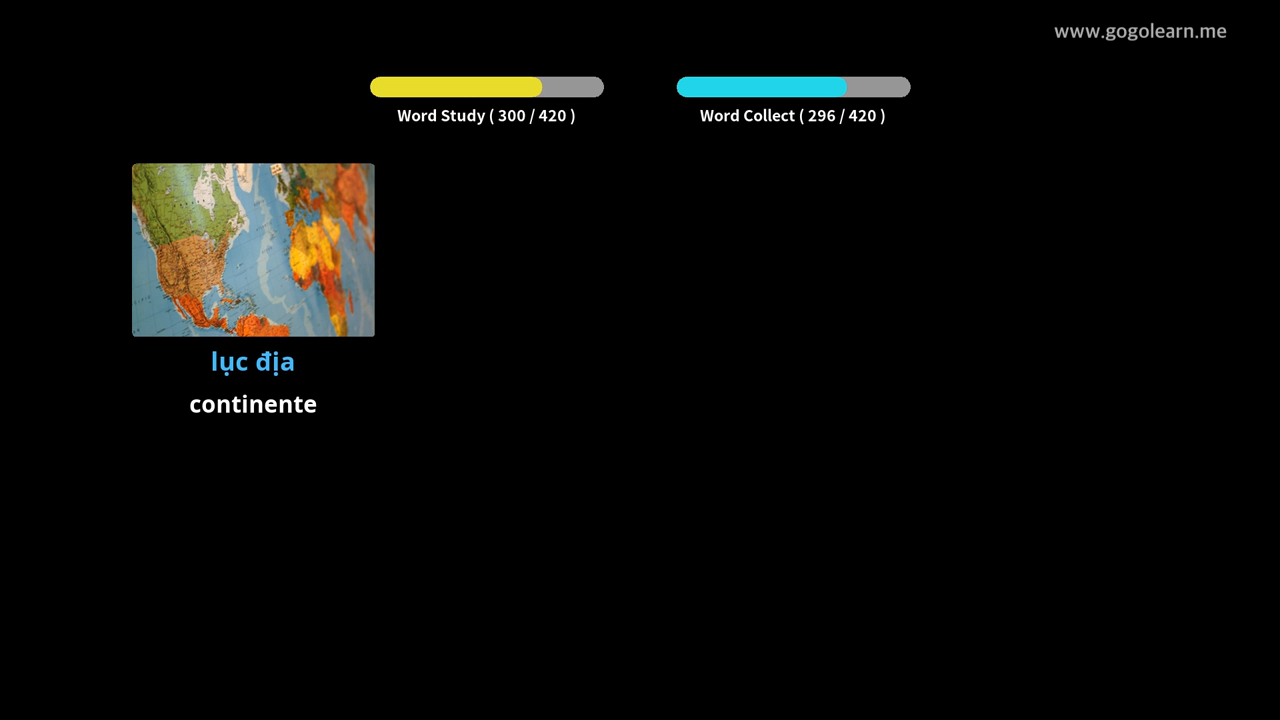 www.gogolearn.me
Word Study ( 300 / 420 )
Word Collect ( 296 / 420 )
lục địa
continente